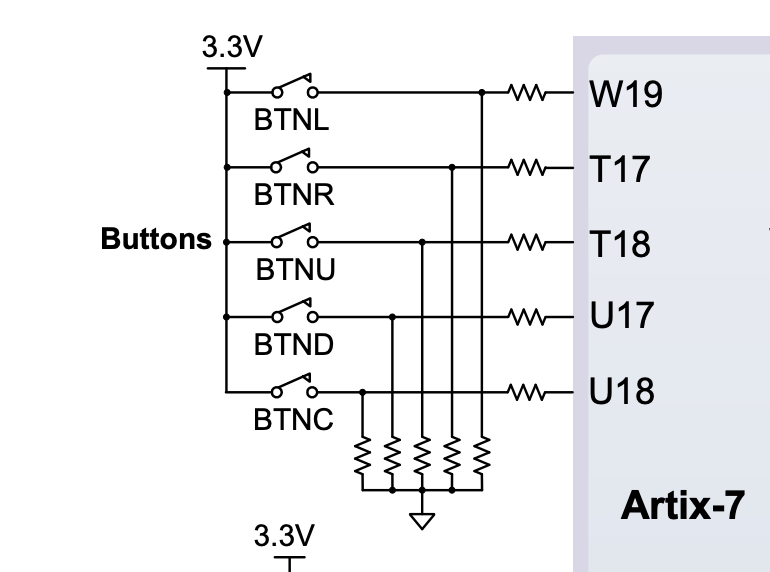 3.3V
BTNL
W19
BTNR
T17
Buttons
BTNU
T18
BTND
U17
BTNC
U18
Artix-7
3.3V